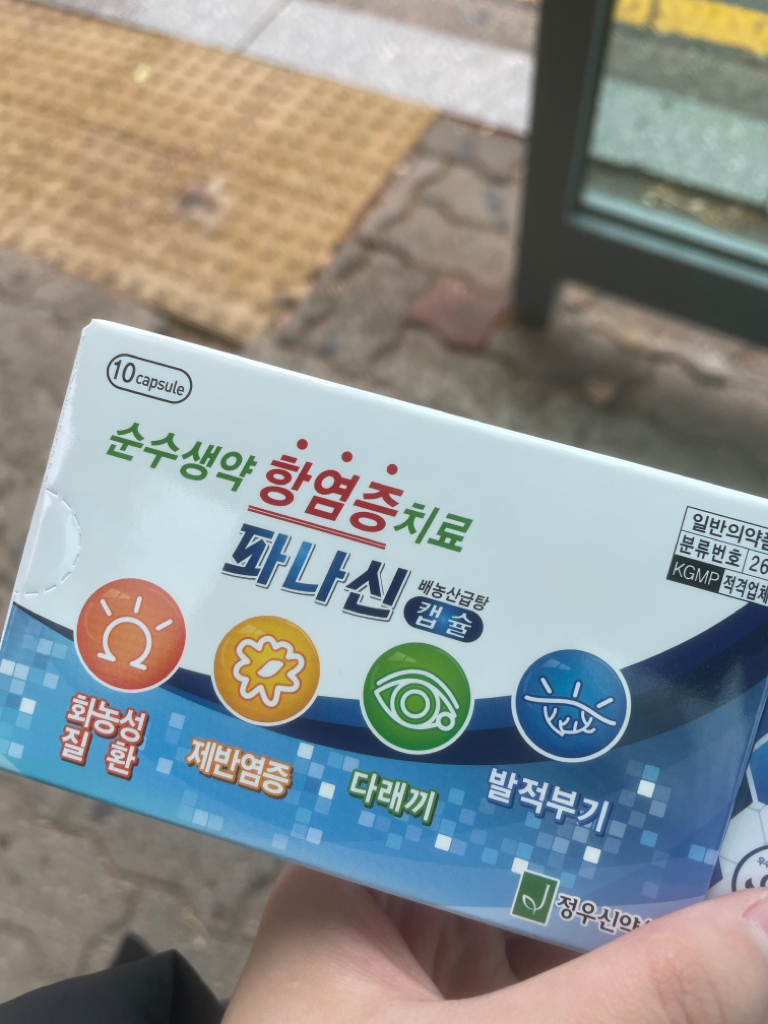 10 capsule
순수생약 항염증치료
파나신
배농산급탕
캡슐
일반의약품
분류번호 26
KGMP 적격업체
화농성
질환
제반염증
다래끼
발적부기
정우신약